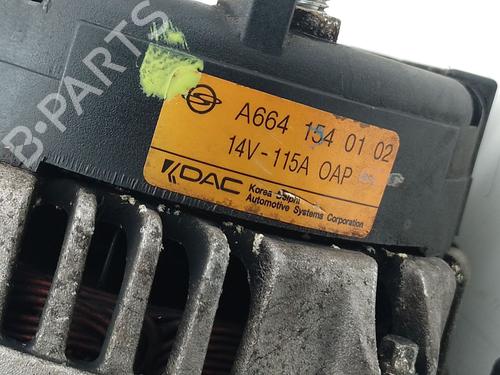 B-PARTS
A664 154 01 02
14V-115A OAP
KDAC
Korea Delphi
Automotive Systems Corporation